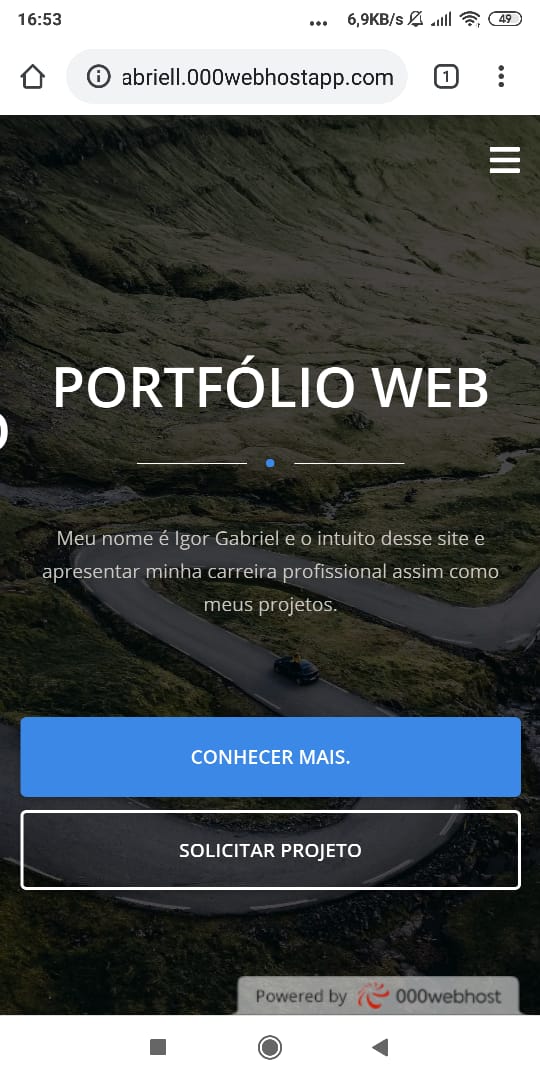 16:53
6,9KB/s
49
abriell.000webhostapp.com
1
PORTFÓLIO WEB
Meu nome é Igor Gabriel e o intuito desse site e
apresentar minha carreira profissional assim como
meus projetos.
CONHECER MAIS.
SOLICITAR PROJETO
Powered by 000webhost